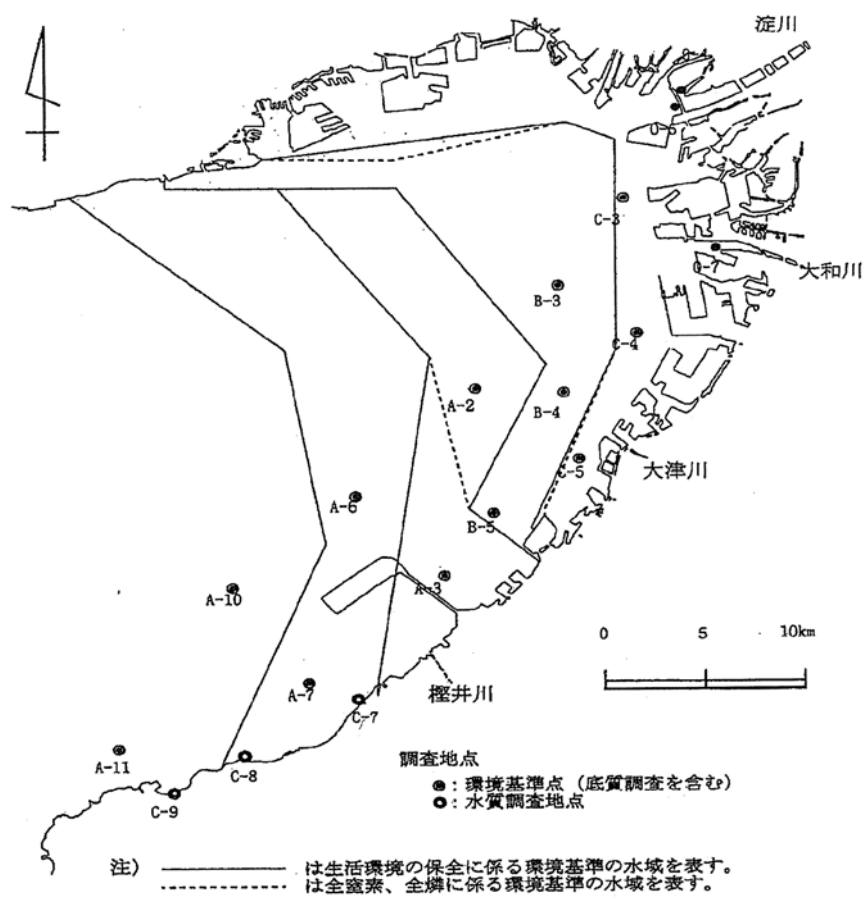 淀川
C-3
大和川
B-3
C-4
A-2
B-4
C-5
大津川
A-6
B-5
A-3
A-10
0 5 10km
A-7
C-7
樫井川
C-8
A-11
C-9
調査地点
◉：環境基準点（底質調査を含む）
○：水質調査地点
注）
は生活環境の保全に係る環境基準の水域を表す。
は全窒素、全燐に係る環境基準の水域を表す。